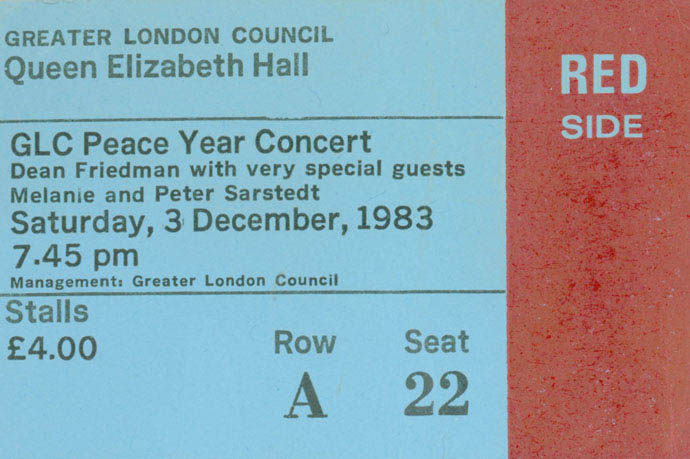 GREATER LONDON COUNCIL
Queen Elizabeth Hall
RED
SIDE
GLC Peace Year Concert
Dean Friedman with very special guests
Melanie and Peter Sarstedt
Saturday, 3 December, 1983
7.45 pm
Management: Greater London Council
Stalls
£4.00
Row
A
Seat
22